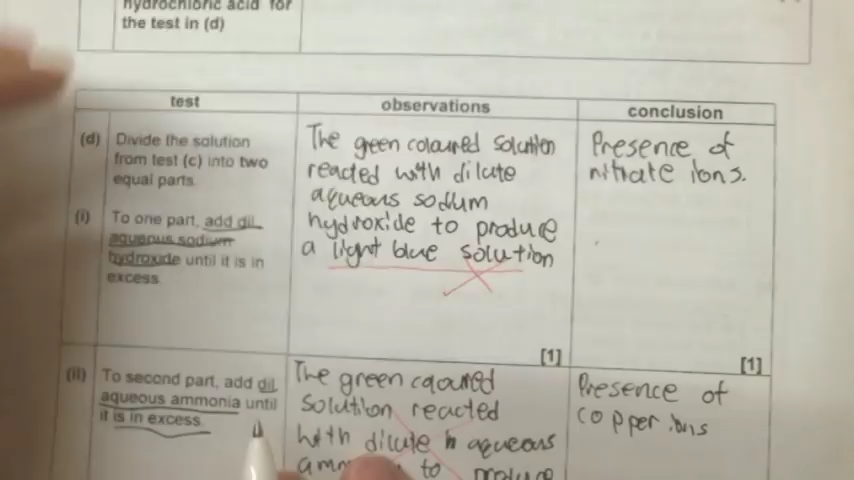 hydrochloric acid for
the test in (d)
test
observations
conclusion
(d) Divide the solution
from test (c) into two
equal parts.
(i) To one part, add dil
aqueous sodium
hydroxide until it is in
excess.
The green coloured solution
reacted with dilute
aqueous sodium
hydroxide to produce
a light blue solution
[1]
Presence of
nitrate ions.
[1]
(ii) To second part, add dil
aqueous ammonia until
it is in excess.
The green coloured
solution reacted
with dilute aqueous
to produce
Presence of
copper ions